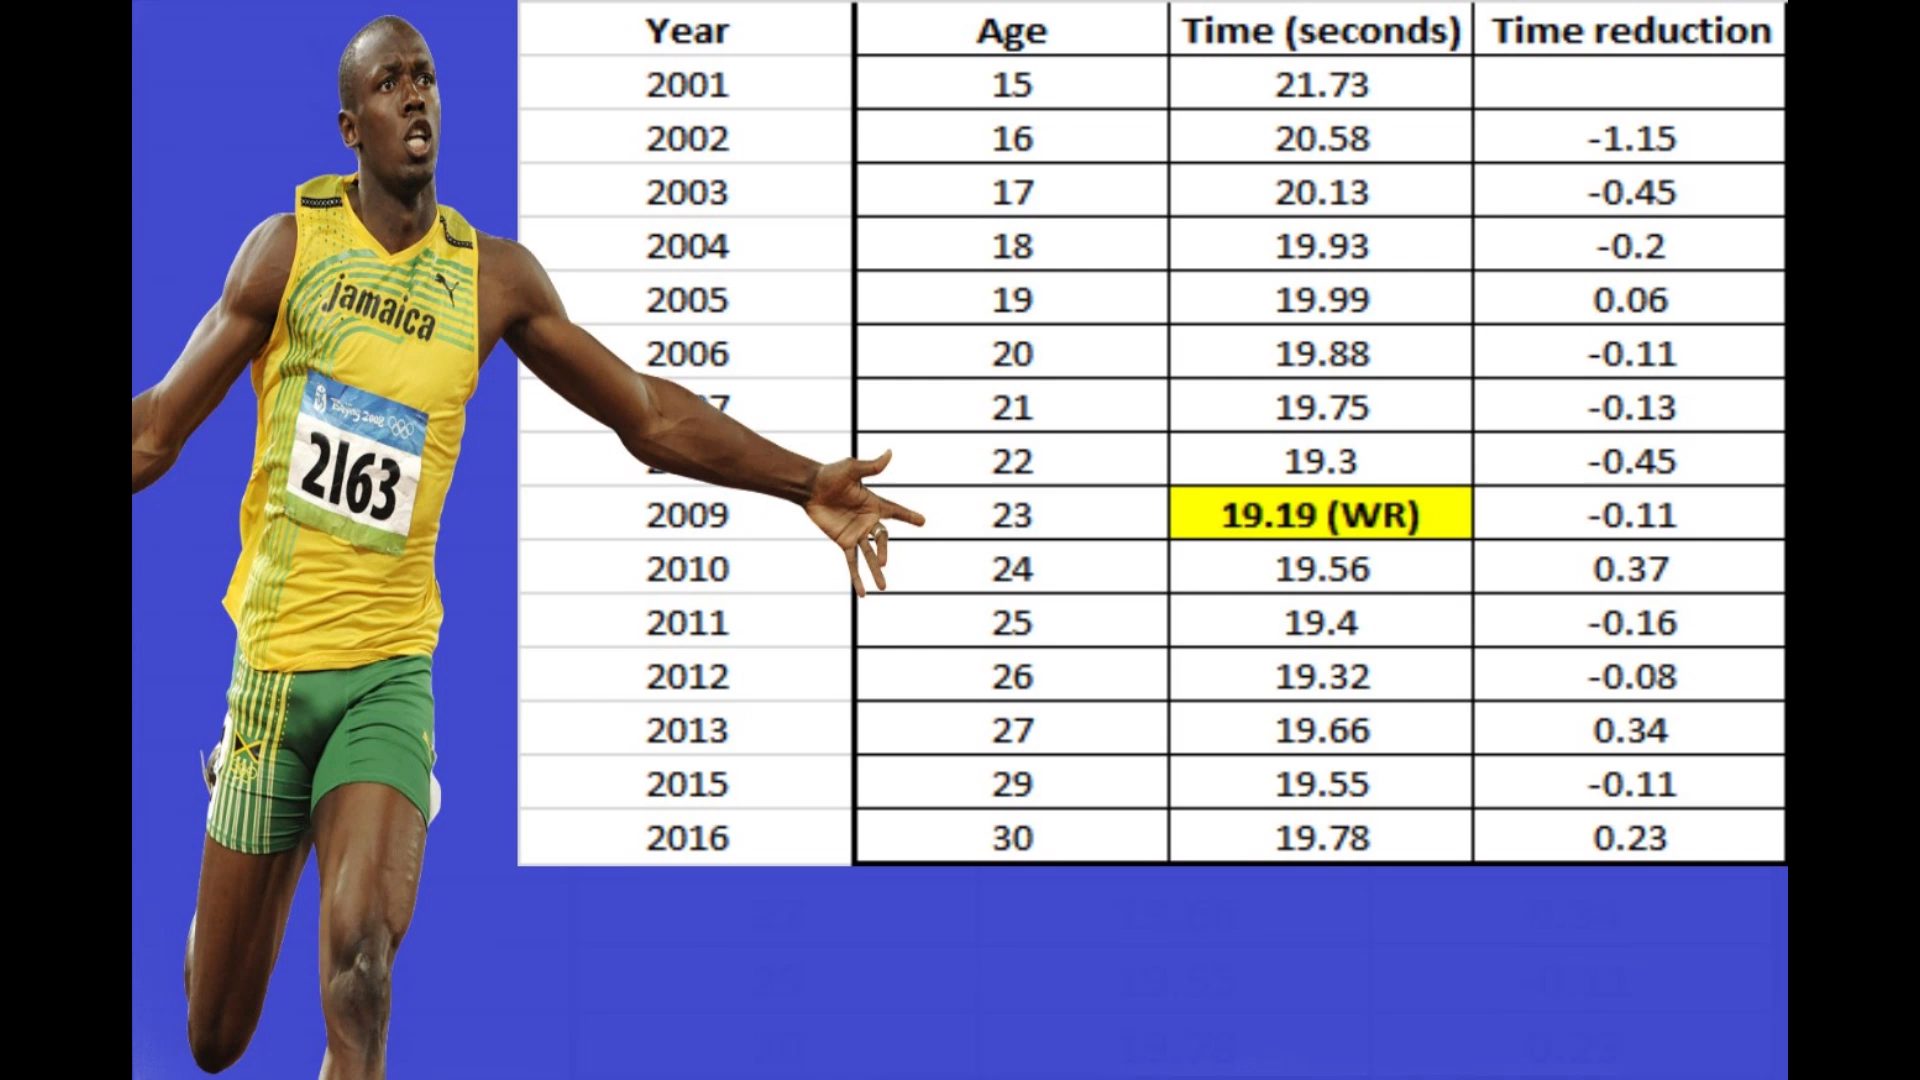 Year Age Time (seconds) Time reduction
2001 15 21.73
2002 16 20.58 -1.15
2003 17 20.13 -0.45
2004 18 19.93 -0.2
2005 19 19.99 0.06
2006 20 19.88 -0.11
7 21 19.75 -0.13
22 19.3 -0.45
2009 23 19.19 (WR) -0.11
2010 24 19.56 0.37
2011 25 19.4 -0.16
2012 26 19.32 -0.08
2013 27 19.66 0.34
2015 29 19.55 -0.11
2016 30 19.78 0.23
jamaica
Beijing 2008
2163